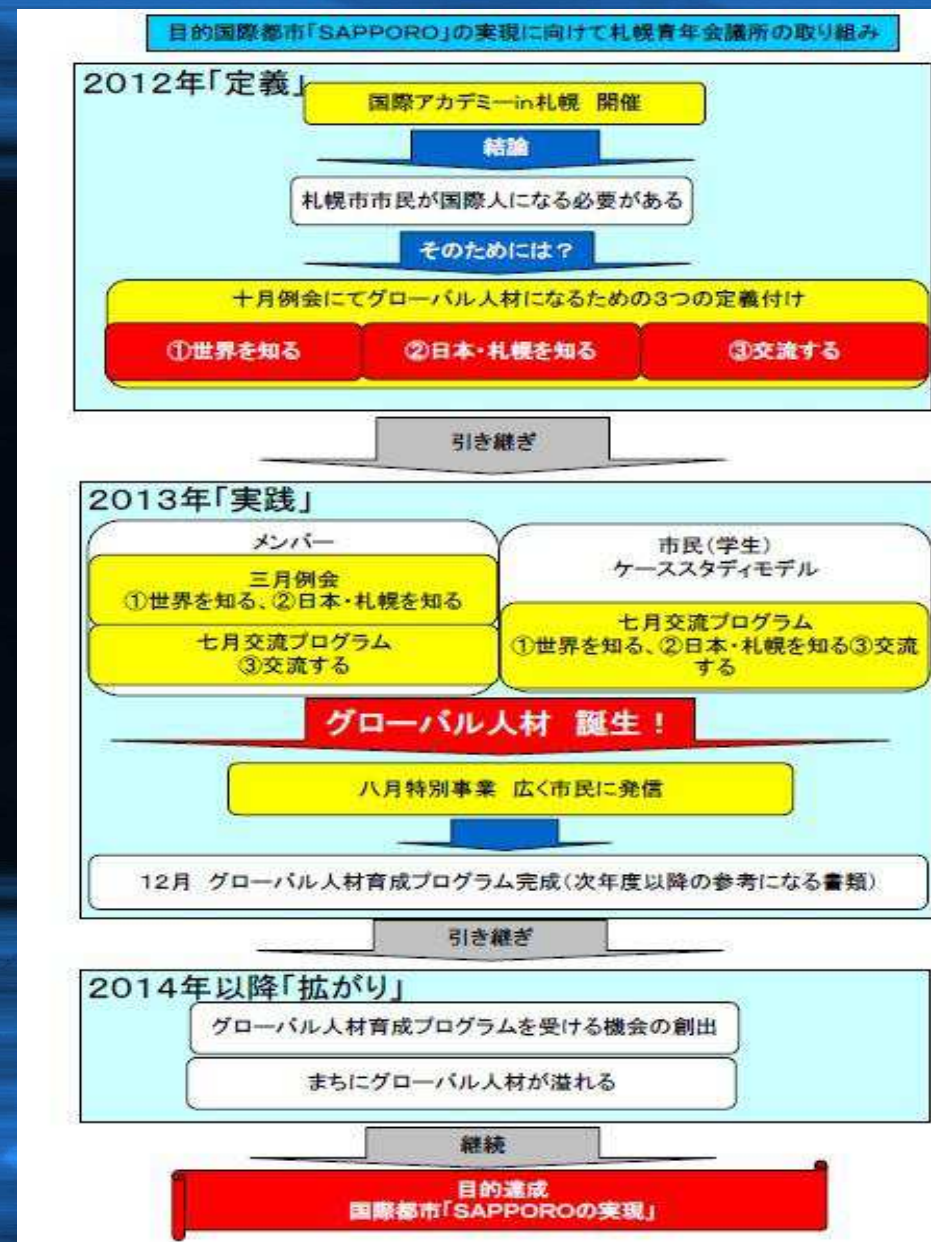 目的国際都市「SAPPORO」の実現に向けて札幌青年会議所の取り組み
2012年「定義」
国際アカデミーin札幌 開催
結論
札幌市市民が国際人になる必要がある
そのためには?
十月例会にてグローバル人材になるための3つの定義付け
①世界を知る
②日本・札幌を知る
③交流する
引き継ぎ
2013年「実践」
メンバー
三月例会
①世界を知る、②日本・札幌を知る
七月交流プログラム
③交流する
市民(学生)
ケーススタディモデル
七月交流プログラム
①世界を知る、②日本・札幌を知る③交流
する
グローバル人材 誕生!
八月特別事業 広く市民に発信
12月 グローバル人材育成プログラム完成(次年度以降の参考になる書類)
引き継ぎ
2014年以降「拡がり」
グローバル人材育成プログラムを受ける機会の創出
まちにグローバル人材が溢れる
継続
目的達成
国際都市「SAPPOROの実現」